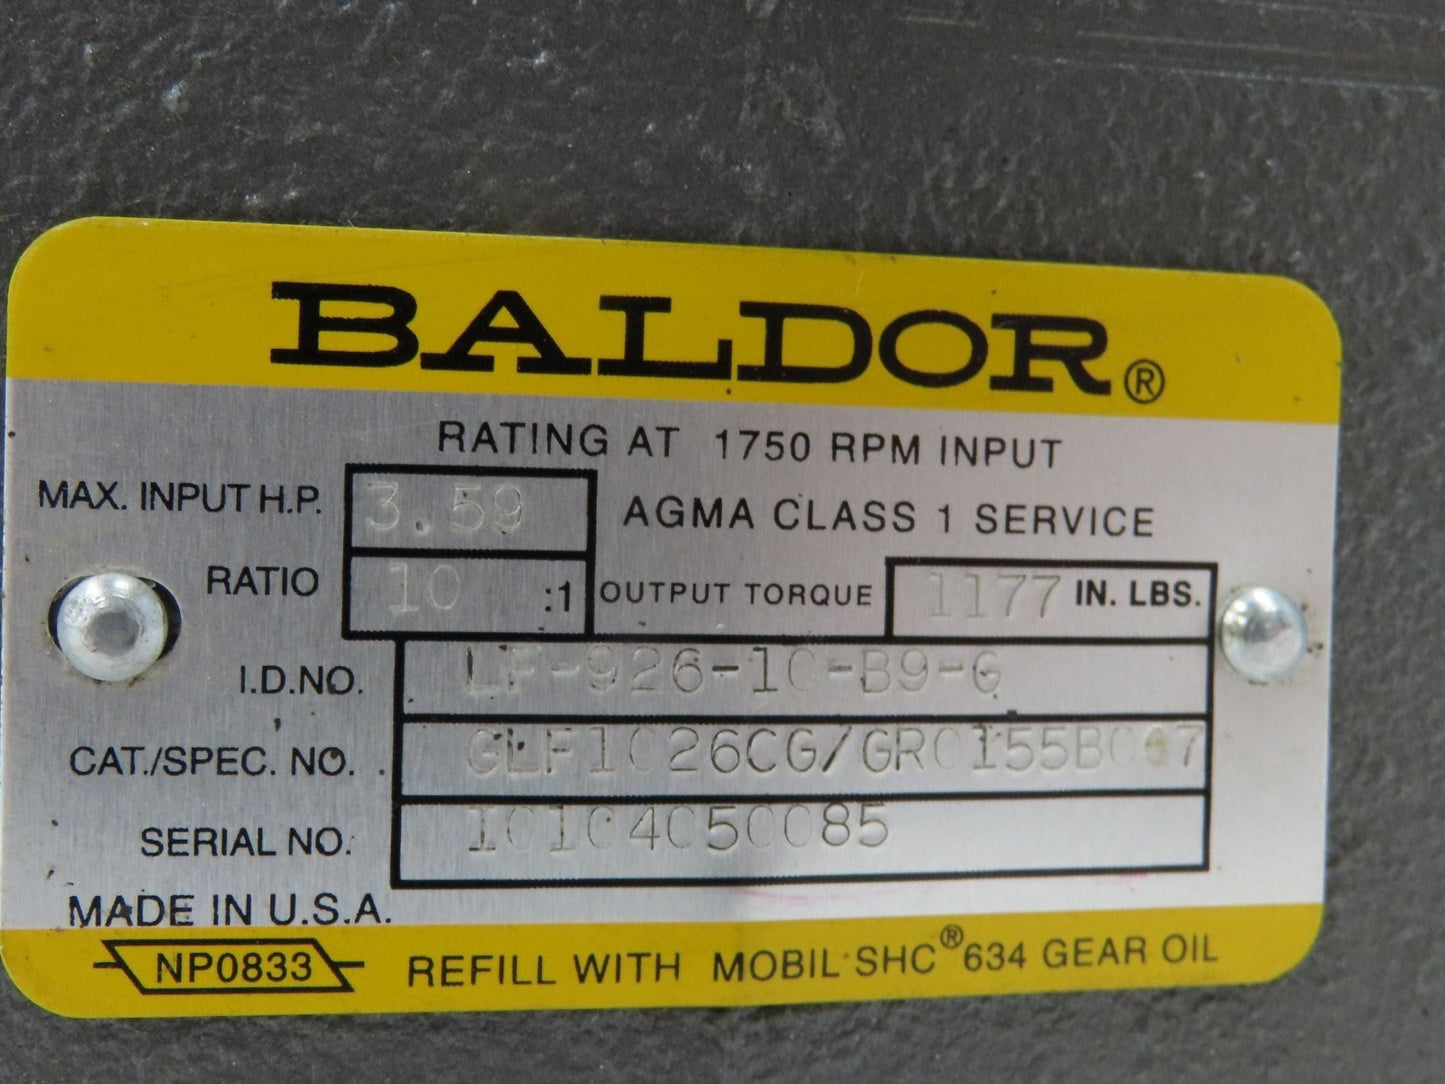 BALDOR®
RATING AT 1750 RPM INPUT
MAX. INPUT H.P. 3.59 AGMA CLASS 1 SERVICE
RATIO 10 :1 OUTPUT TORQUE 1177 IN. LBS.
I.D.NO. LF-926-10-B9-G
CAT./SPEC. NO. GLF1026CG/GR0155B007
SERIAL NO. 10104050085
MADE IN U.S.A.
NP0833 REFILL WITH MOBIL SHC® 634 GEAR OIL